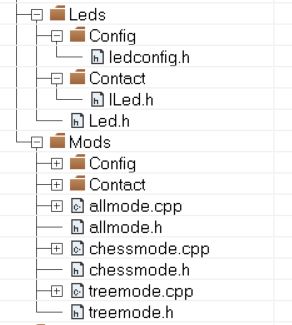 Leds
Config
ledconfig.h
Contact
ILed.h
Led.h
Mods
Config
Contact
allmode.cpp
allmode.h
chessmode.cpp
chessmode.h
treemode.cpp
treemode.h